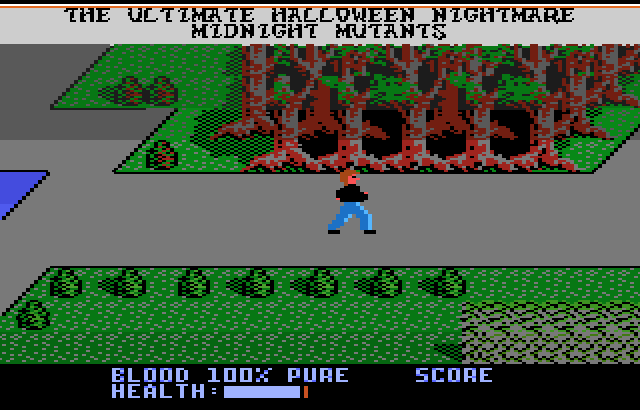 THE ULTIMATE HALLOWEEN NIGHTMARE
MIDNIGHT MUTANTS
BLOOD 100% PURE SCORE
HEALTH: